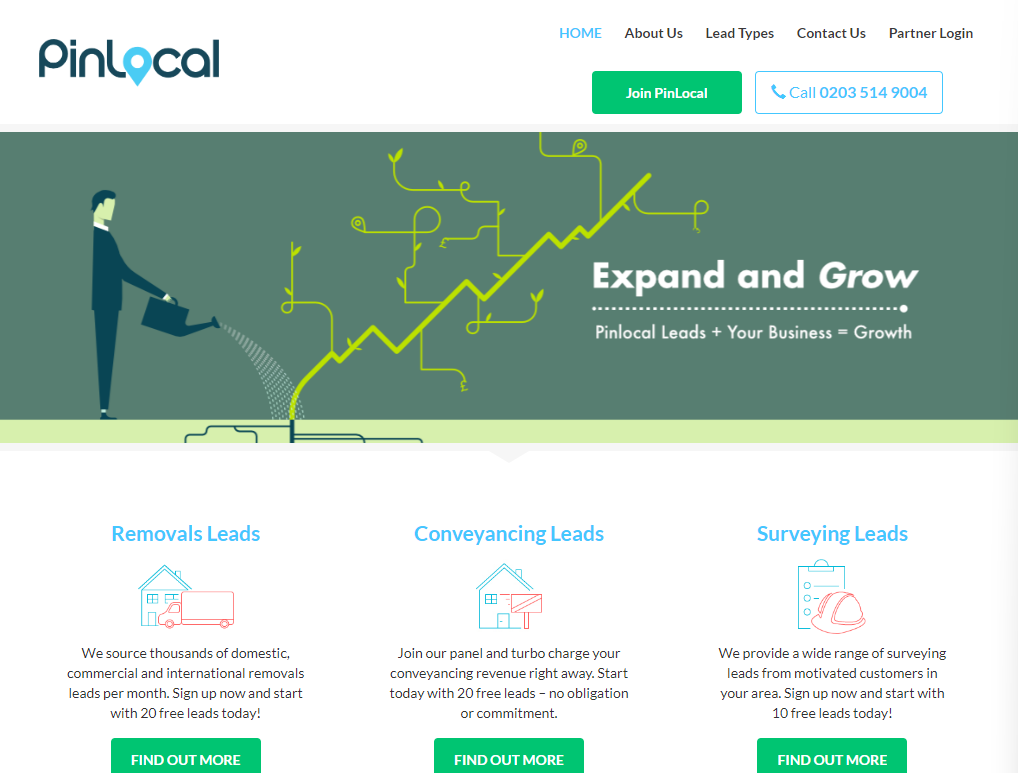 PinLocal
HOME About Us Lead Types Contact Us Partner Login
Join PinLocal
Call 0203 514 9004
Expand and Grow
Pinlocal Leads + Your Business = Growth
Removals Leads
We source thousands of domestic,
commercial and international removals
leads per month. Sign up now and start
with 20 free leads today!
FIND OUT MORE
Conveyancing Leads
Join our panel and turbo charge your
conveyancing revenue right away. Start
today with 20 free leads – no obligation
or commitment.
FIND OUT MORE
Surveying Leads
We provide a wide range of surveying
leads from motivated customers in
your area. Sign up now and start with
10 free leads today!
FIND OUT MORE